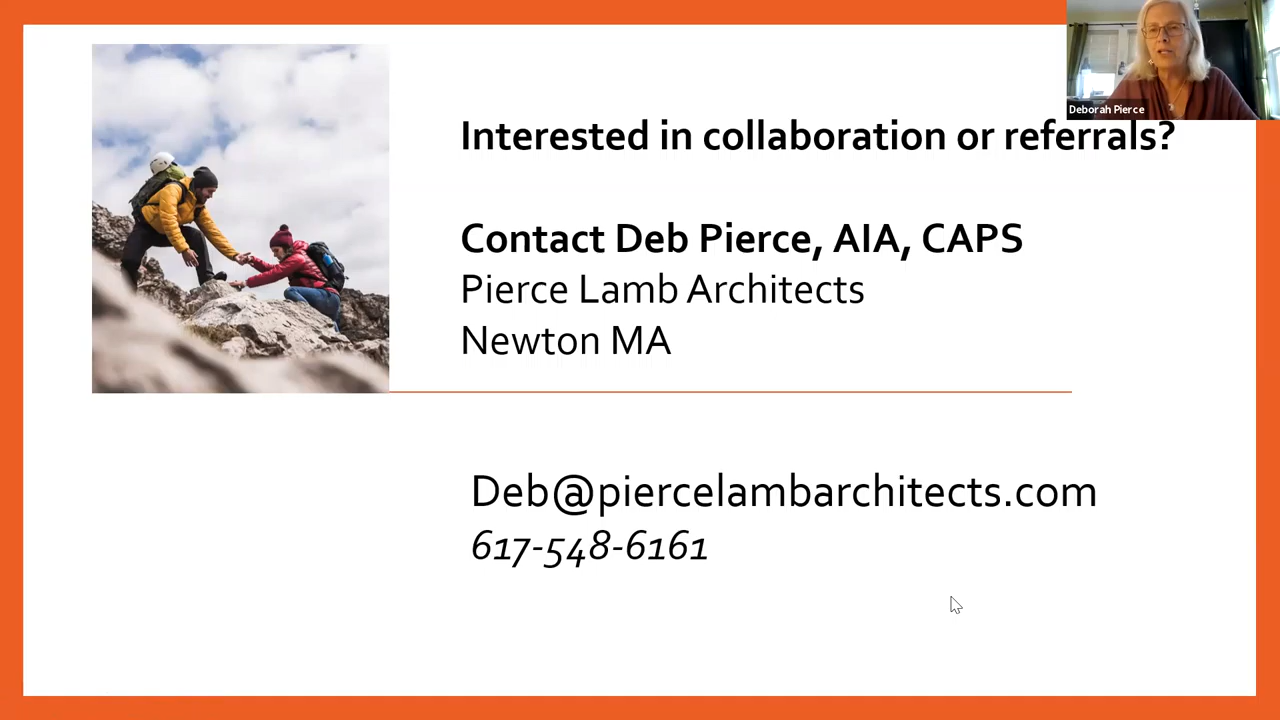 Deborah Pierce
Interested in collaboration or referrals?
Contact Deb Pierce, AIA, CAPS
Pierce Lamb Architects
Newton MA
Deb@piercelambarchitects.com
617-548-6161